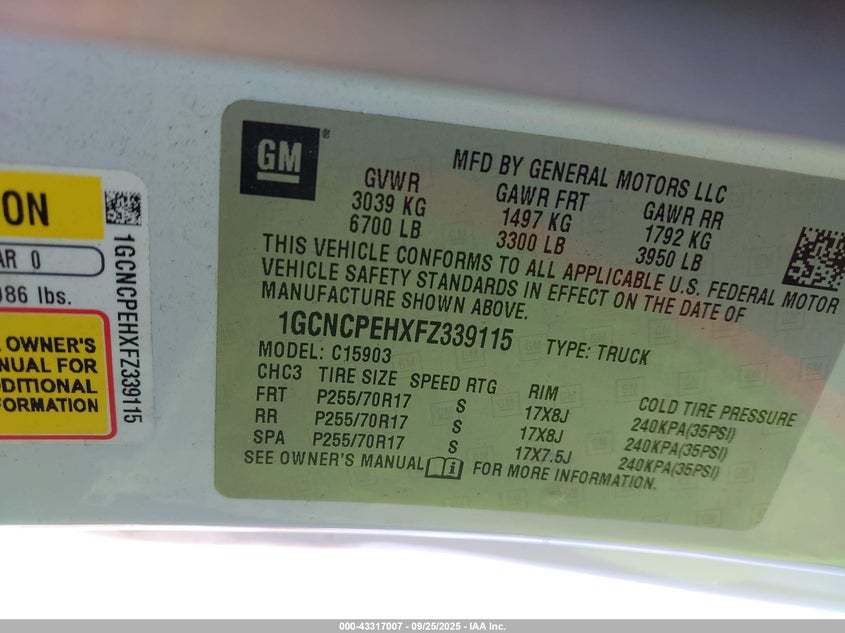 ON
AR 0
086 lbs.
OWNER'S
NUAL FOR
DDITIONAL
FORMATION
1GCNCPEHXFZ339115
GM®
MFD BY GENERAL MOTORS LLC
GVWR GAWR FRT GAWR RR
3039 KG 1497 KG 1792 KG
6700 LB 3300 LB 3950 LB
THIS VEHICLE CONFORMS TO ALL APPLICABLE U.S. FEDERAL MOTOR
VEHICLE SAFETY STANDARDS IN EFFECT ON THE DATE OF
MANUFACTURE SHOWN ABOVE.
1GCNCPEHXFZ339115 TYPE: TRUCK
MODEL: C15903
CHC3 TIRE SIZE SPEED RTG RIM COLD TIRE PRESSURE
FRT P255/70R17 S 17X8J 240KPA(35PSI)
RR P255/70R17 S 17X8J 240KPA(35PSI)
SPA P255/70R17 S 17X7.5J 240KPA(35PSI)
SEE OWNER'S MANUAL i FOR MORE INFORMATION.
000-43317007 - 09/25/2025 - IAA Inc.